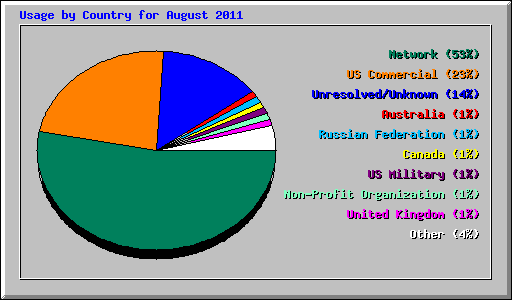 Usage by Country for August 2011
Network (53%)
US Commercial (23%)
Unresolved/Unknown (14%)
Australia (1%)
Russian Federation (1%)
Canada (1%)
US Military (1%)
Non-Profit Organization (1%)
United Kingdom (1%)
Other (4%)